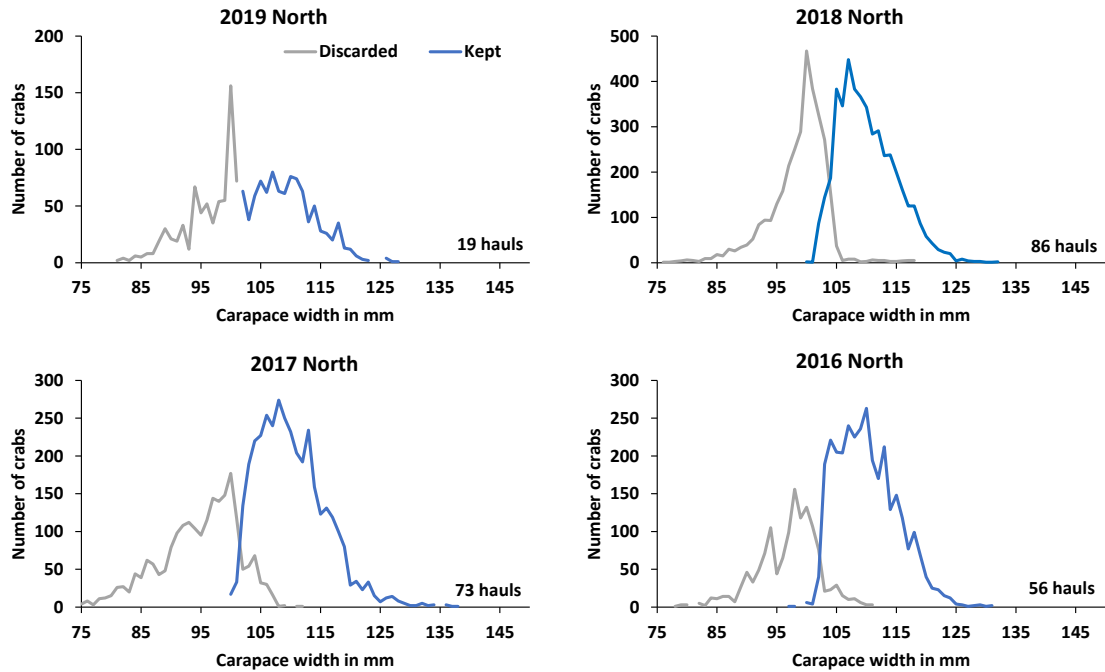 2019 North
200
150
100
50
0
Number of crabs
Discarded
Kept
19 hauls
75 85 95 105 115 125 135 145
Carapace width in mm
2018 North
500
400
300
200
100
0
Number of crabs
86 hauls
75 85 95 105 115 125 135 145
Carapace width in mm
2017 North
300
250
200
150
100
50
0
Number of crabs
73 hauls
75 85 95 105 115 125 135 145
Carapace width in mm
2016 North
300
250
200
150
100
50
0
Number of crabs
56 hauls
75 85 95 105 115 125 135 145
Carapace width in mm